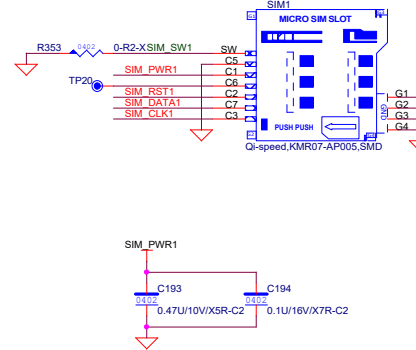 SIM1
MICRO SIM SLOT
R353 0402 0-R2-X SIM_SW1 SW
C5
SIM_PWR1 C1
TP20 C6
SIM_RST1 C2
SIM_DATA1 C7
SIM_CLK1 C3
G1
G2
G3
G4
GND
PUSH PUSH
Qi-speed,KMR07-AP005,SMD
SIM_PWR1
C193
0402
0.47U/10V/X5R-C2
C194
0402
0.1U/16V/X7R-C2